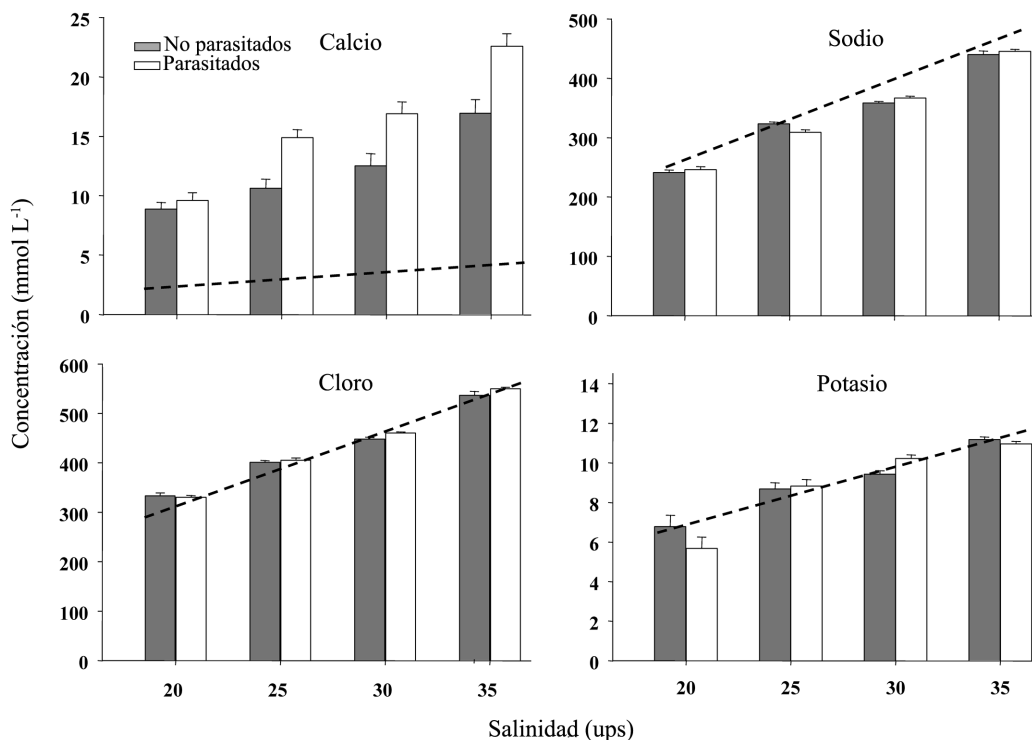 Calcio
No parasitados
Parasitados
25
20
15
10
5
0
Sodio
500
400
300
200
100
0
Cloro
600
500
400
300
200
100
0
20 25 30 35
Potasio
14
12
10
8
6
4
2
0
20 25 30 35
Concentración (mmol L⁻¹)
Salinidad (ups)